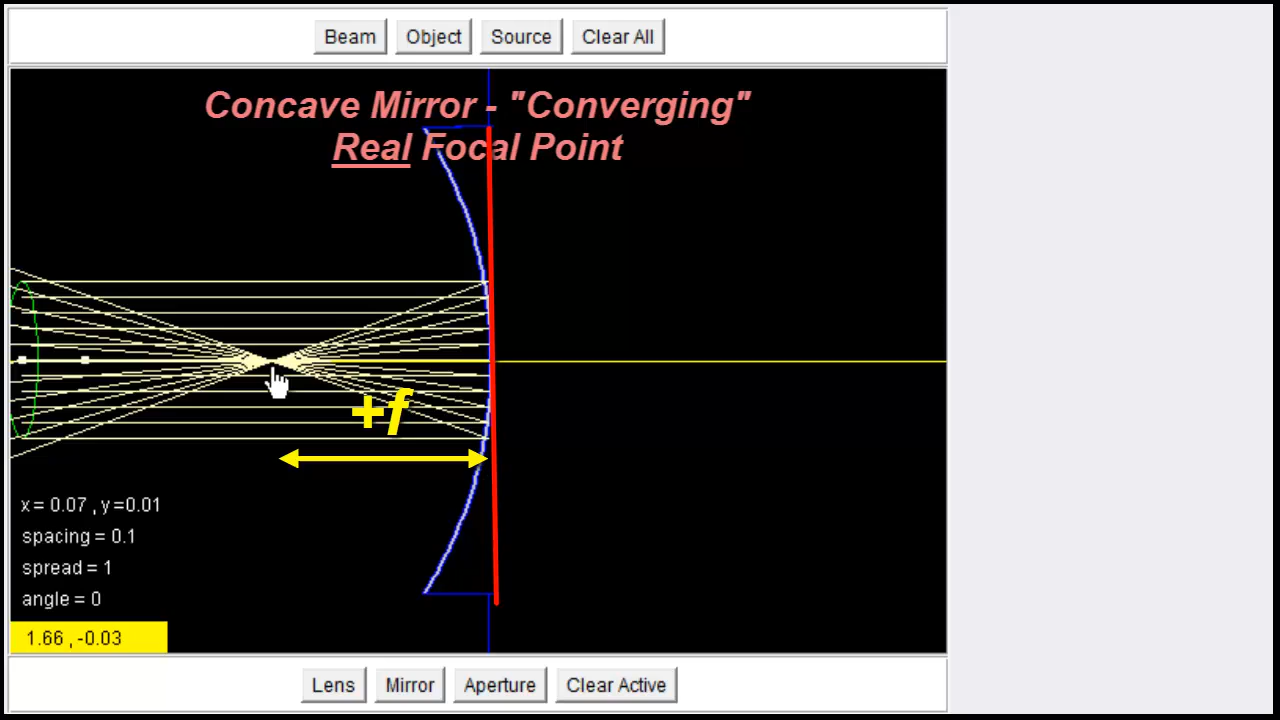 Beam Object Source Clear All
Concave Mirror - "Converging"
Real Focal Point
+f
x = 0.07 , y =0.01
spacing = 0.1
spread = 1
angle = 0
1.66 , -0.03
Lens Mirror Aperture Clear Active